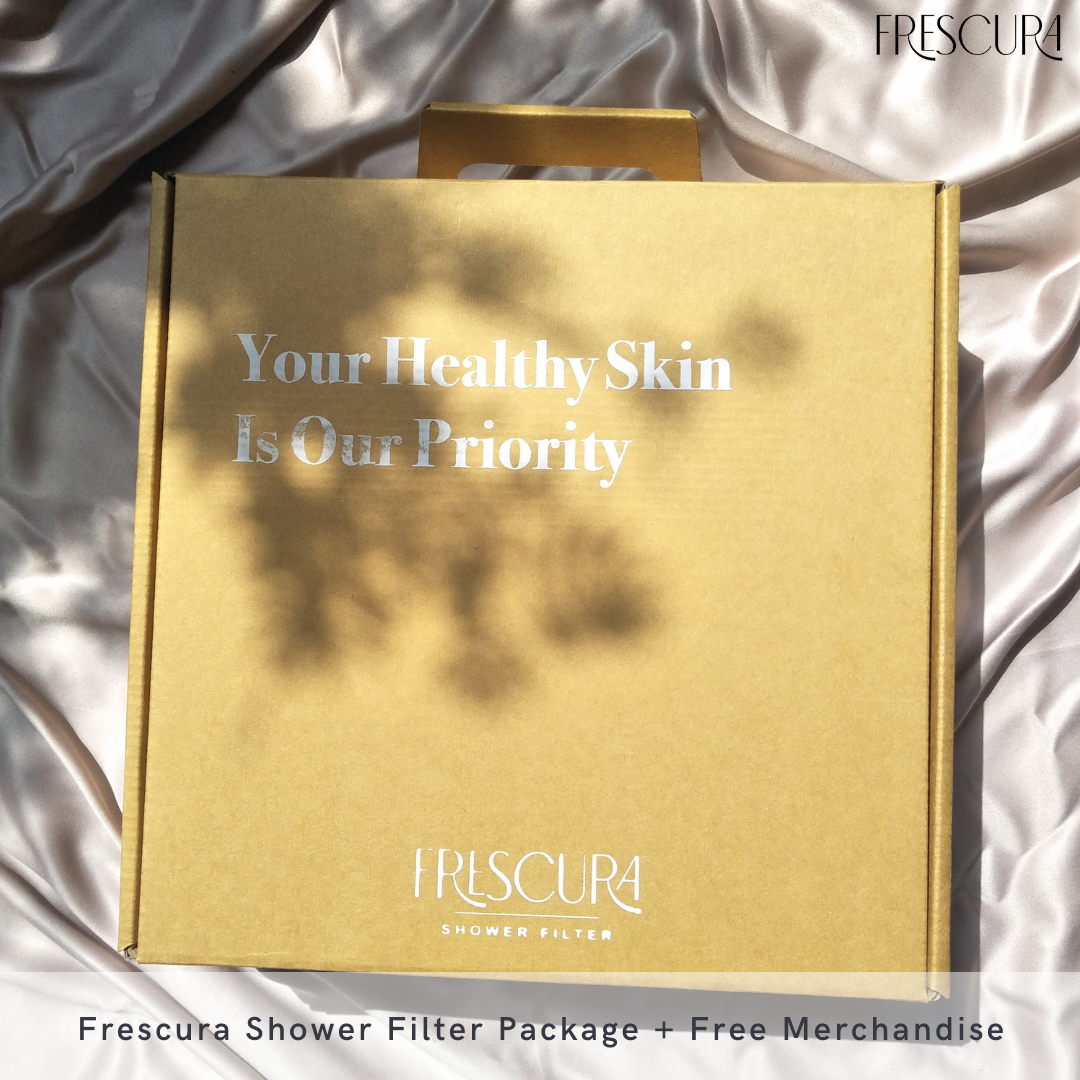 FRESCURA
Your Healthy Skin
Is Our Priority
FRESCURA
SHOWER FILTER
Frescura Shower Filter Package + Free Merchandise